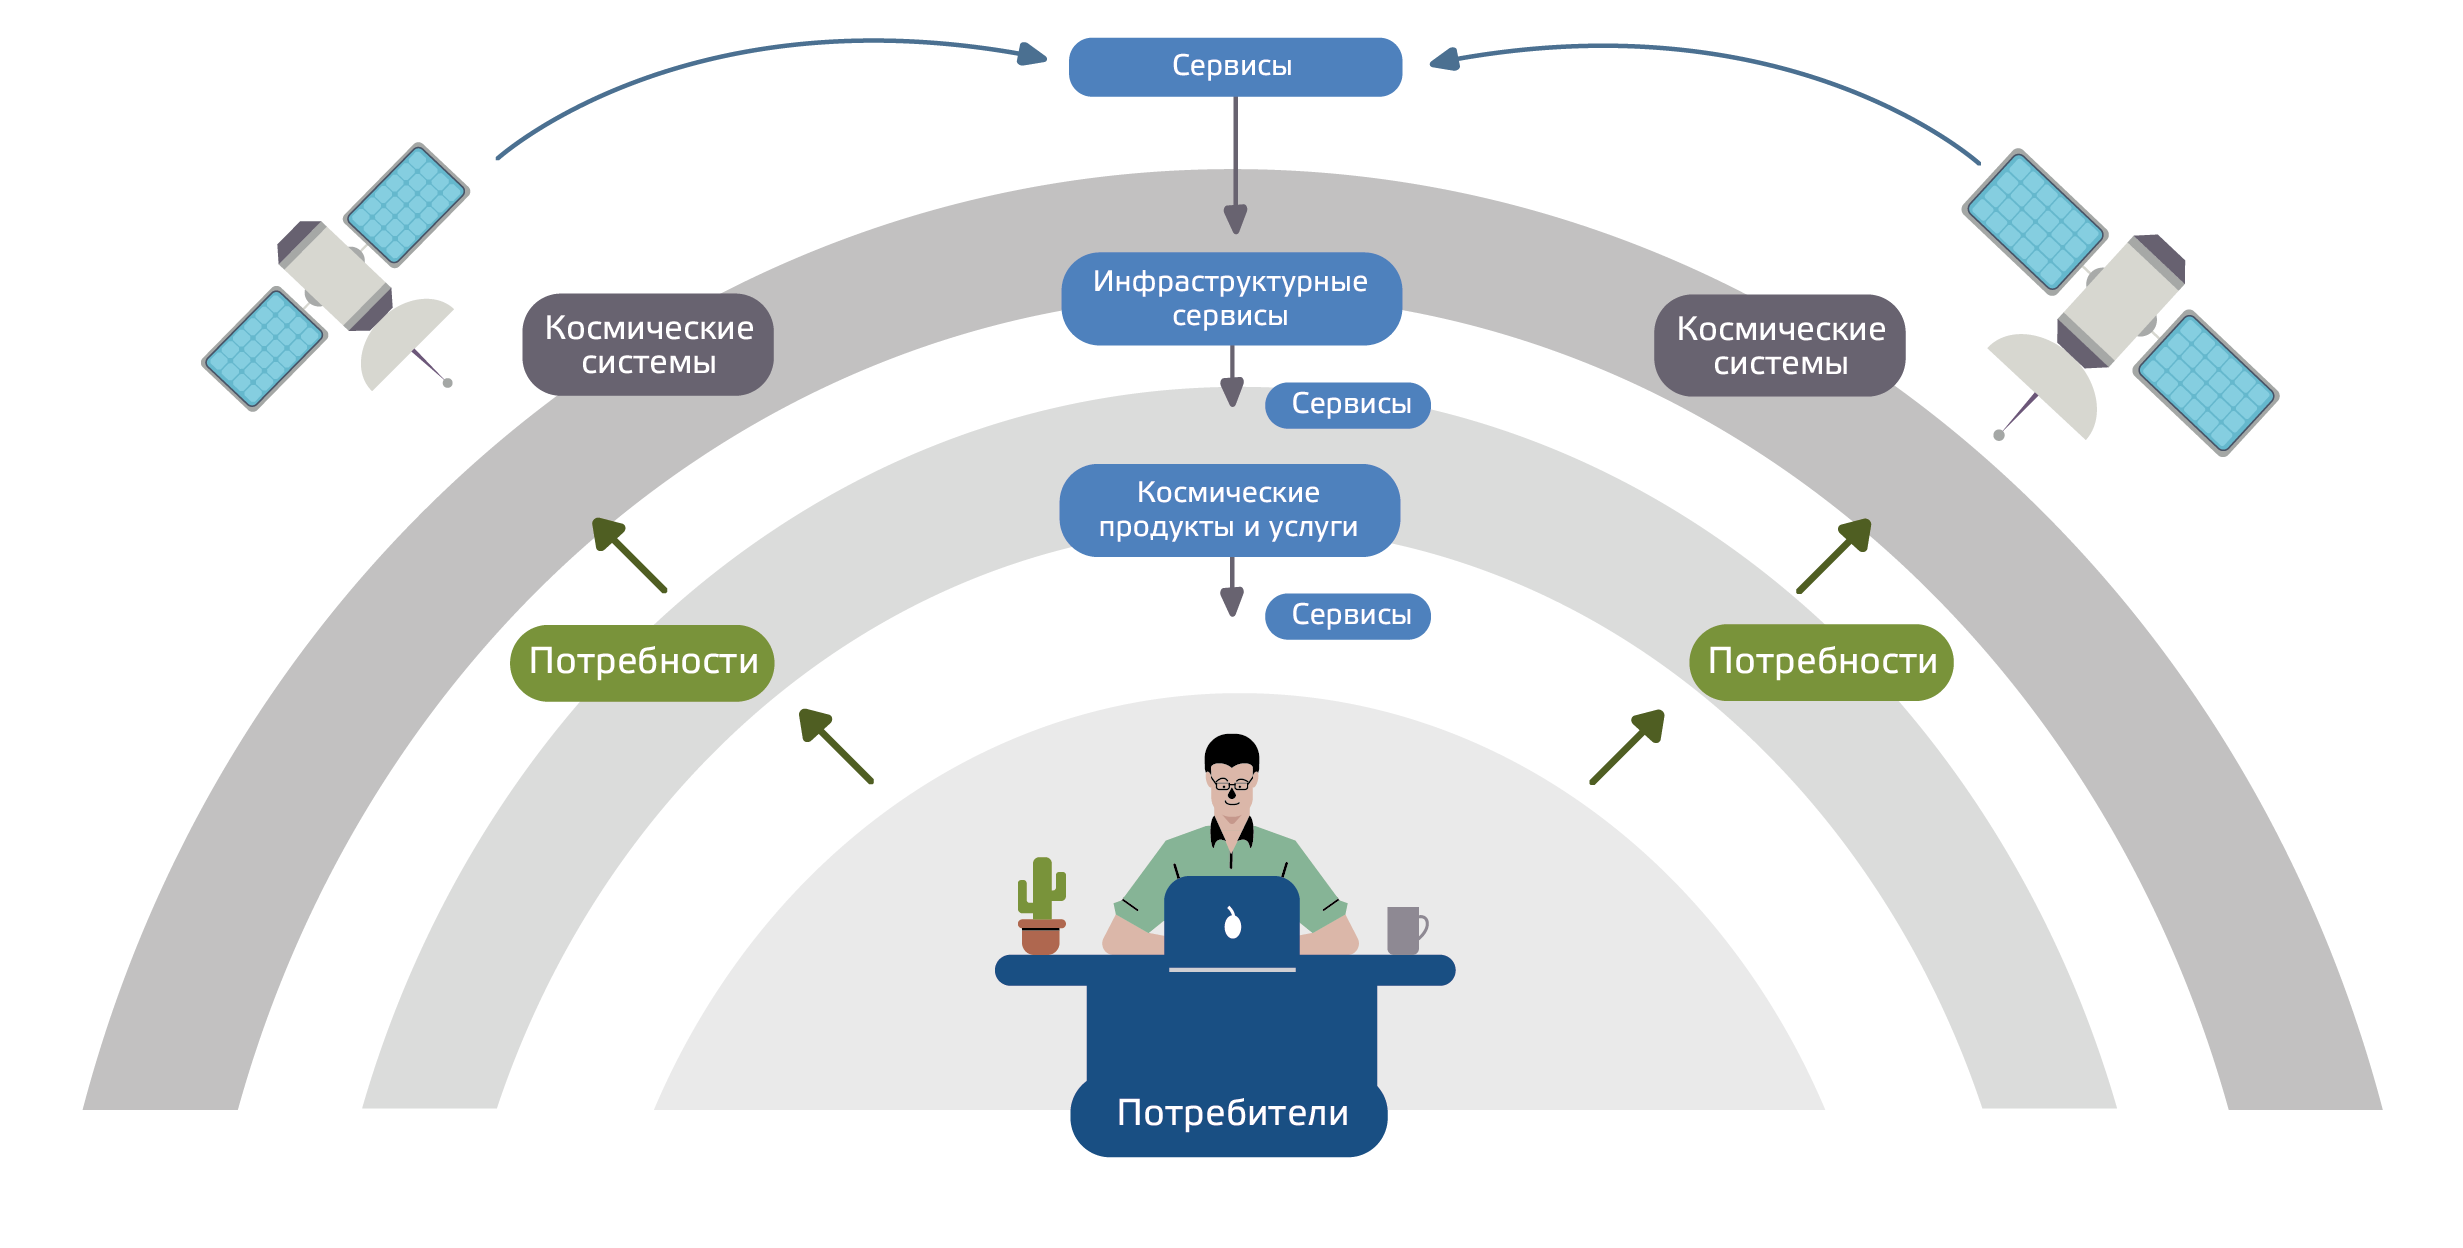 Сервисы
Инфраструктурные
сервисы
Космические
системы
Космические
системы
Сервисы
Космические
продукты и услуги
Сервисы
Потребности
Потребности
Потребители